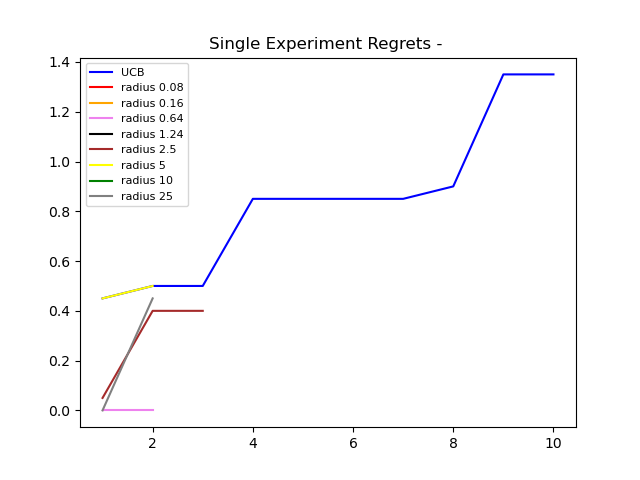 Single Experiment Regrets -
1.4
1.2
1.0
0.8
0.6
0.4
0.2
0.0
UCB
radius 0.08
radius 0.16
radius 0.64
radius 1.24
radius 2.5
radius 5
radius 10
radius 25
2 4 6 8 10